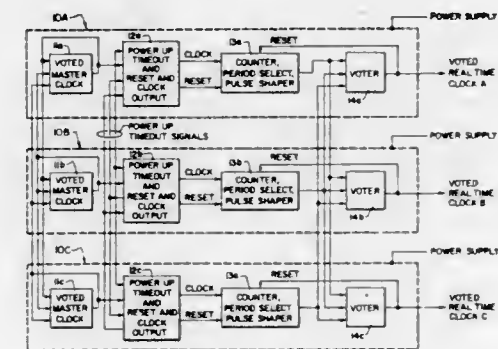 10A
POWER SUPPLY
11a
VOTED
MASTER
CLOCK
12a
POWER UP
TIMEOUT
AND
RESET AND
CLOCK
OUTPUT
CLOCK
RESET
13a
COUNTER,
PERIOD SELECT,
PULSE SHAPER
RESET
VOTER
14a
VOTED
REAL TIME
CLOCK A
POWER UP
TIMEOUT SIGNALS
10B
POWER SUPPLY
11b
VOTED
MASTER
CLOCK
12b
POWER UP
TIMEOUT
AND
RESET AND
CLOCK
OUTPUT
CLOCK
RESET
13b
COUNTER,
PERIOD SELECT,
PULSE SHAPER
RESET
VOTER
14b
VOTED
REAL TIME
CLOCK B
10C
POWER SUPPLY
11c
VOTED
MASTER
CLOCK
12c
POWER UP
TIMEOUT
AND
RESET AND
CLOCK
OUTPUT
CLOCK
RESET
13c
COUNTER,
PERIOD SELECT,
PULSE SHAPER
RESET
VOTER
14c
VOTED
REAL TIME
CLOCK C